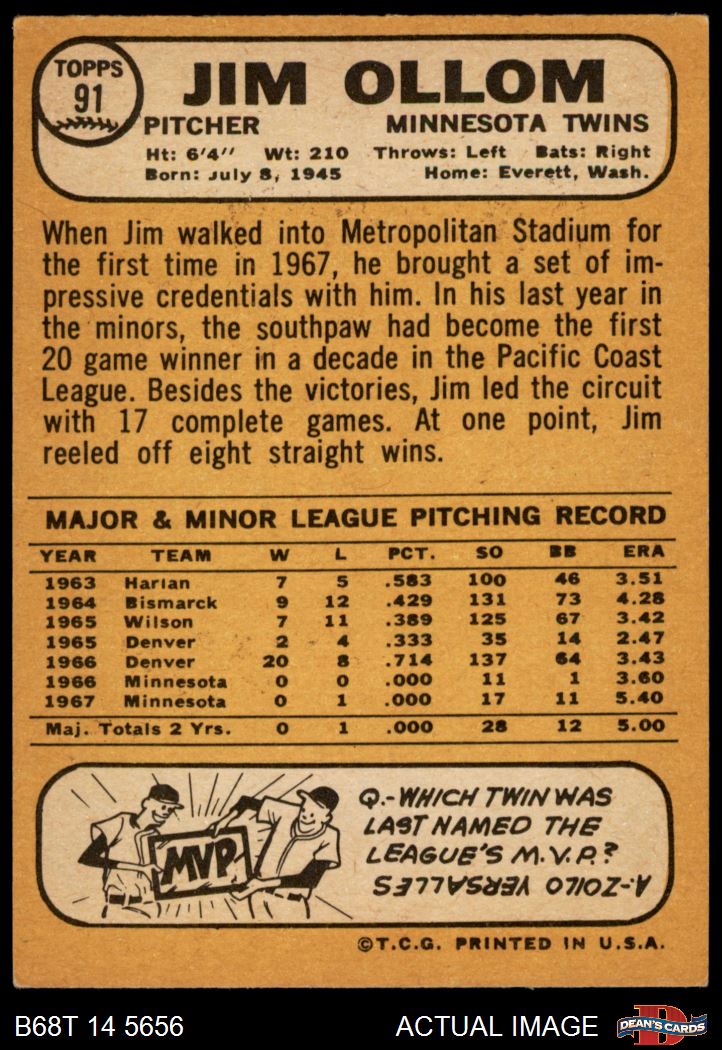 TOPPS
91
JIM OLLOM
PITCHER MINNESOTA TWINS
Ht: 6'4" Wt: 210 Throws: Left Bats: Right
Born: July 8, 1945 Home: Everett, Wash.
When Jim walked into Metropolitan Stadium for
the first time in 1967, he brought a set of im-
pressive credentials with him. In his last year in
the minors, the southpaw had become the first
20 game winner in a decade in the Pacific Coast
League. Besides the victories, Jim led the circuit
with 17 complete games. At one point, Jim
reeled off eight straight wins.
MAJOR & MINOR LEAGUE PITCHING RECORD
YEAR TEAM W L PCT. SO BB ERA
1963 Harlan 7 5 .583 100 46 3.51
1964 Bismarck 9 12 .429 131 73 4.28
1965 Wilson 7 11 .389 125 67 3.42
1965 Denver 2 4 .333 35 14 2.47
1966 Denver 20 8 .714 137 64 3.43
1966 Minnesota 0 0 .000 11 1 3.60
1967 Minnesota 0 1 .000 17 11 5.40
Maj. Totals 2 Yrs. 0 1 .000 28 12 5.00
MVP
Q.-WHICH TWIN WAS
LAST NAMED THE
LEAGUE'S M.V.P.?
A.-ZOILO VERSALLES
©T.C.G. PRINTED IN U.S.A.
B68T 14 5656 ACTUAL IMAGE
D
DEAN'S CARDS